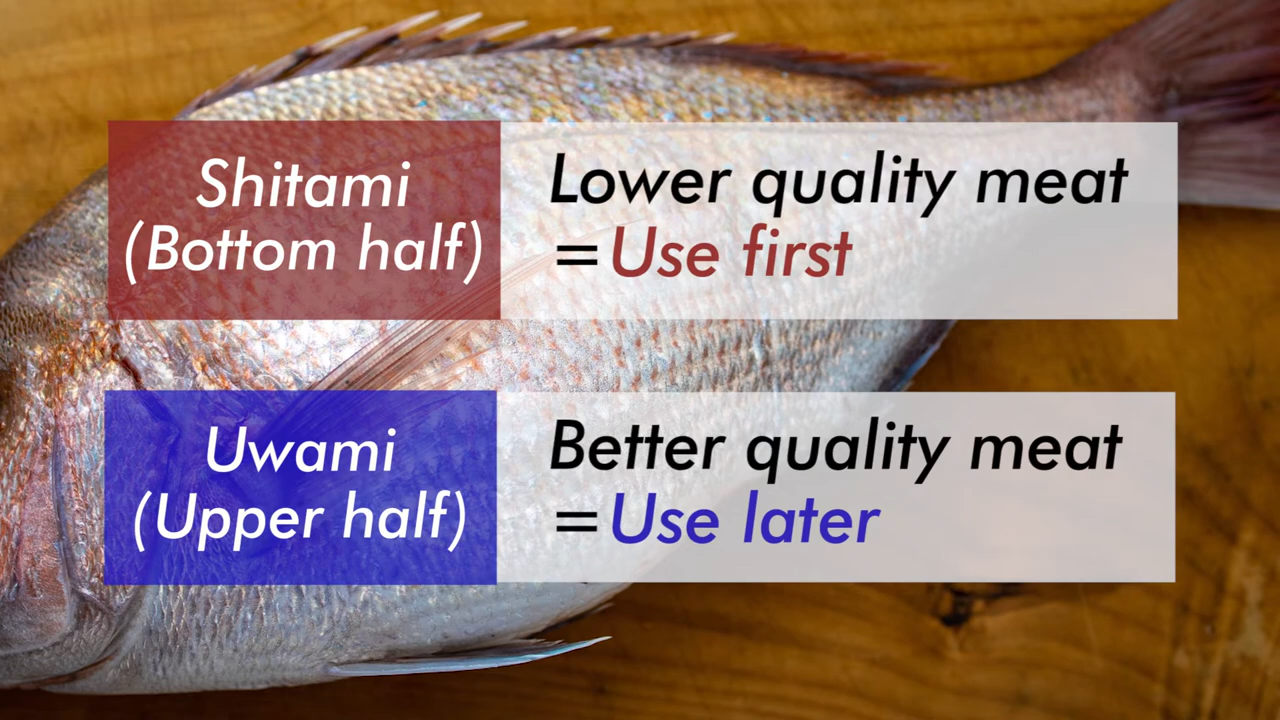 Shitami
(Bottom half)
Lower quality meat
= Use first
Uwami
(Upper half)
Better quality meat
= Use later